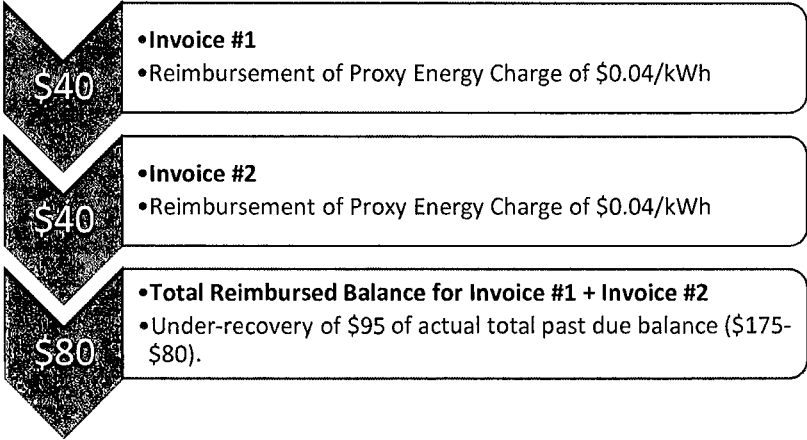 $40
•Invoice #1
•Reimbursement of Proxy Energy Charge of $0.04/kWh
$40
•Invoice #2
•Reimbursement of Proxy Energy Charge of $0.04/kWh
$80
•Total Reimbursed Balance for Invoice #1 + Invoice #2
•Under-recovery of $95 of actual total past due balance ($175-
$80).